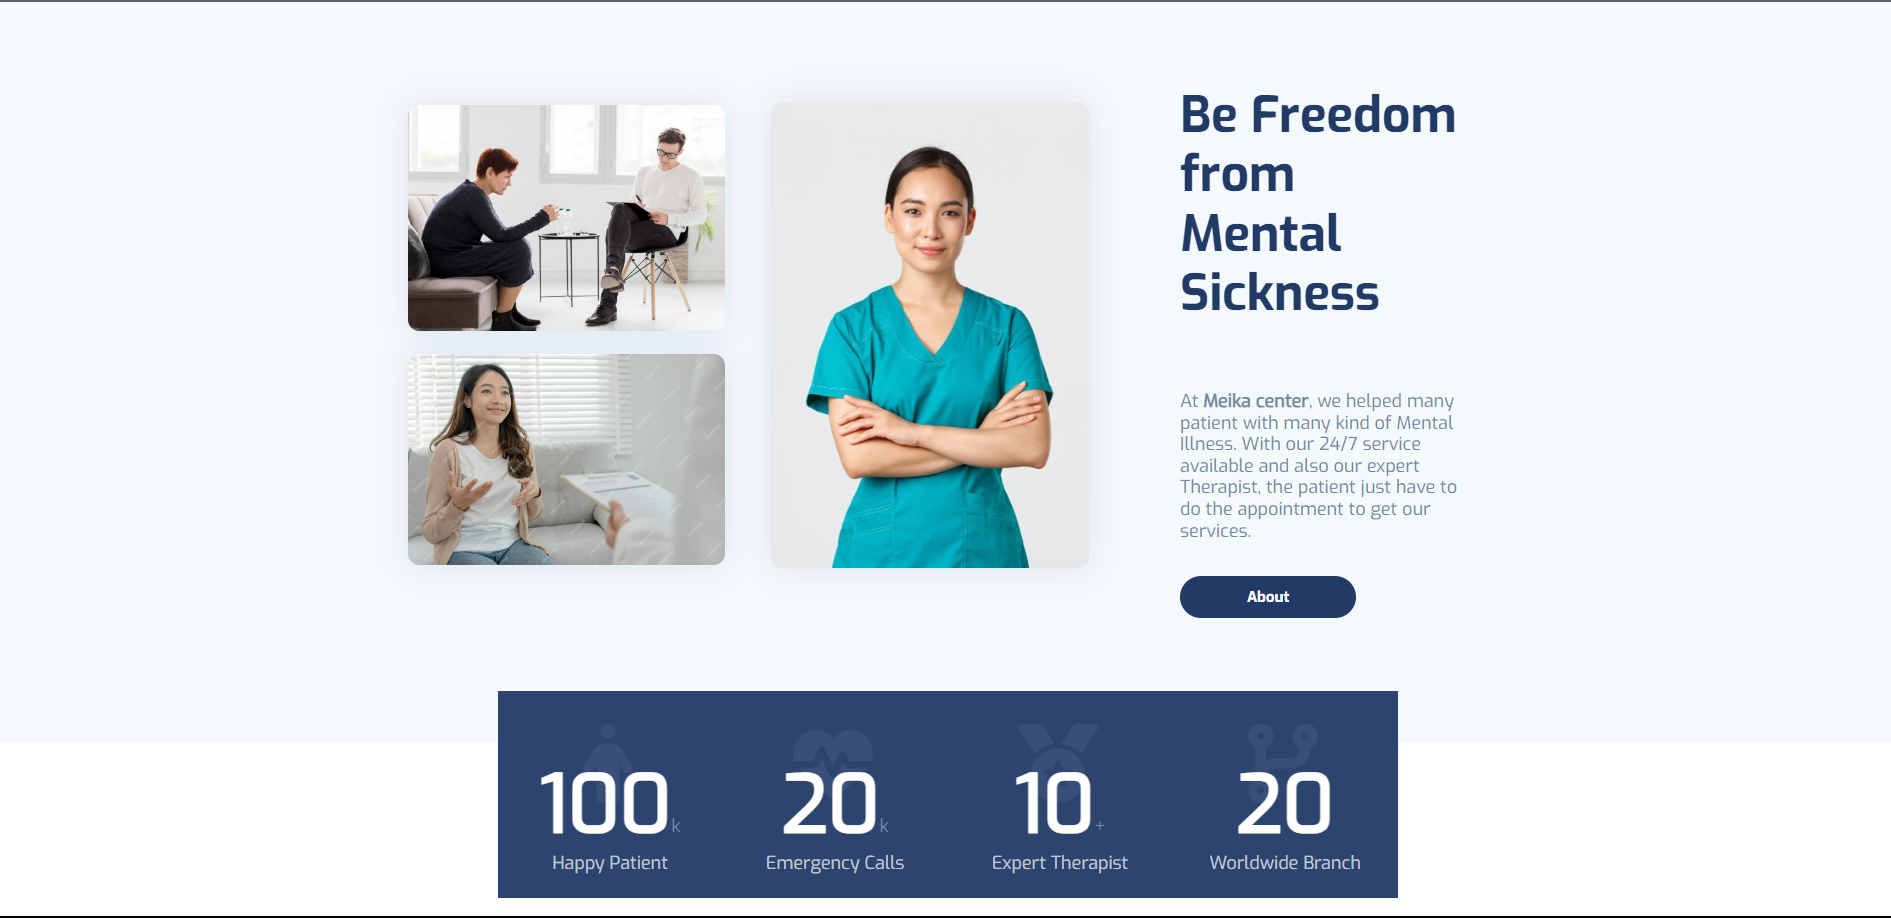 Be Freedom
from
Mental
Sickness
At Meika center, we helped many
patient with many kind of Mental
Illness. With our 24/7 service
available and also our expert
Therapist, the patient just have to
do the appointment to get our
services.
About
100k
Happy Patient
20k
Emergency Calls
10+
Expert Therapist
20
Worldwide Branch